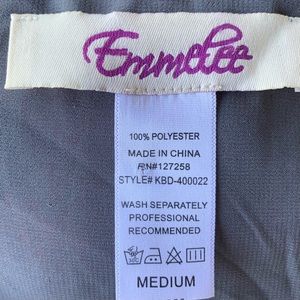 Emmelee
100% POLYESTER
MADE IN CHINA
RN#127258
STYLE# KBD-400022
WASH SEPARATELY
PROFESSIONAL
RECOMMENDED
MEDIUM